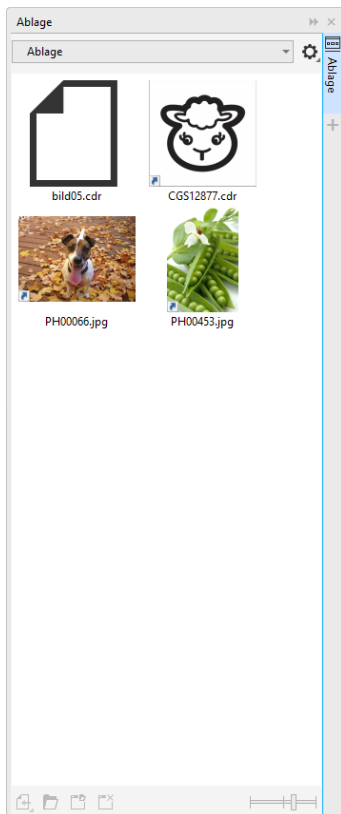 Ablage
Ablage
Ablage
bild05.cdr
CGS12877.cdr
PH00066.jpg
PH00453.jpg